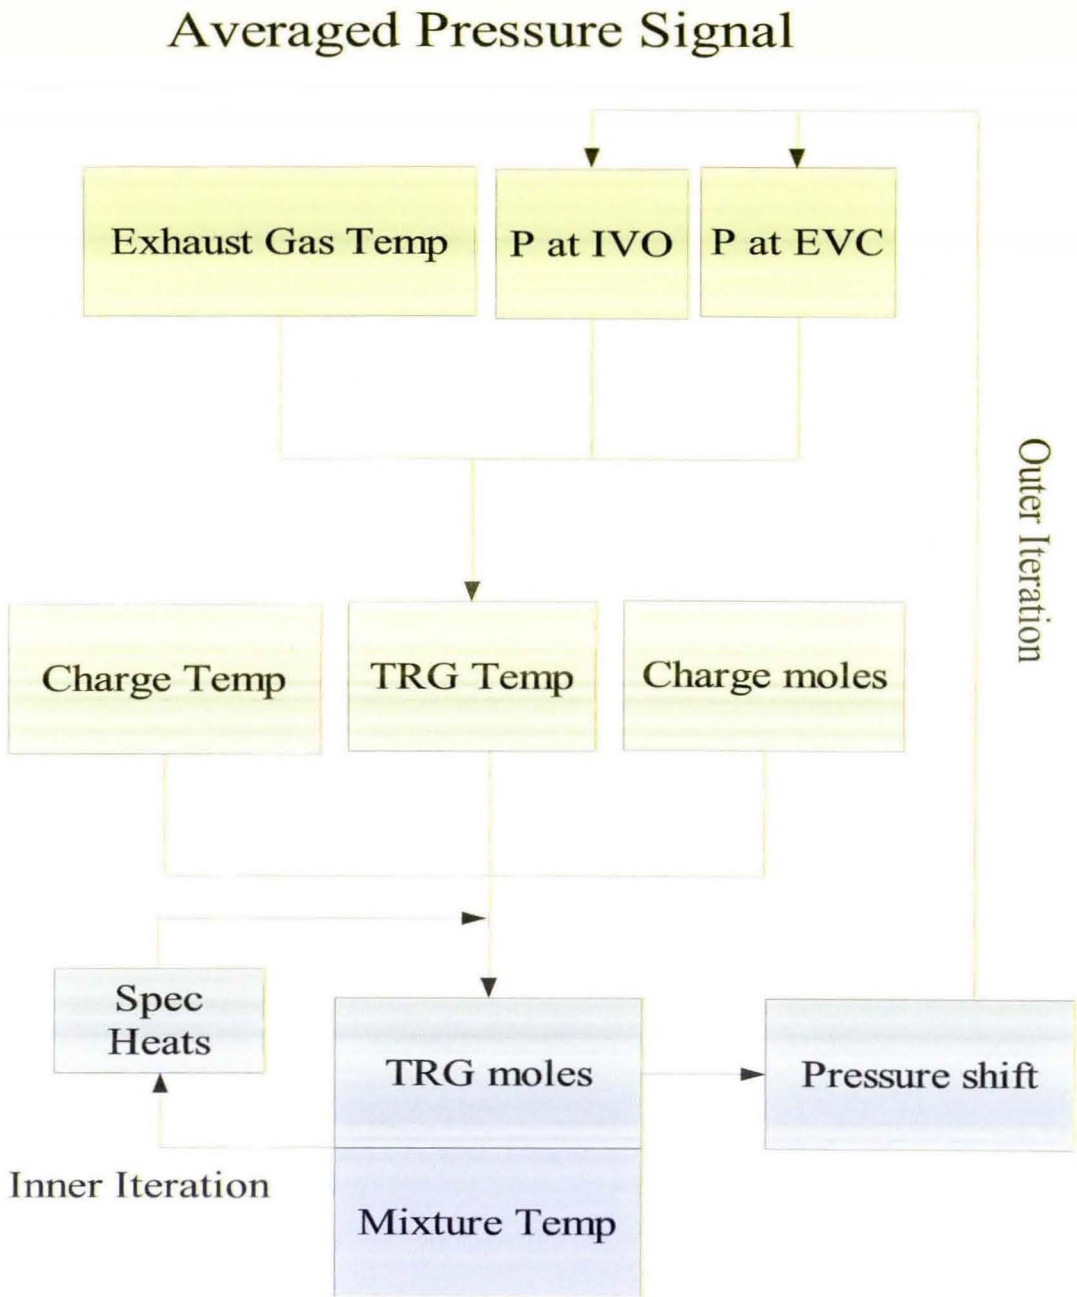 Averaged Pressure Signal
Exhaust Gas Temp
P at IVO
P at EVC
Outer Iteration
Charge Temp
TRG Temp
Charge moles
Spec
Heats
TRG moles
Pressure shift
Inner Iteration
Mixture Temp